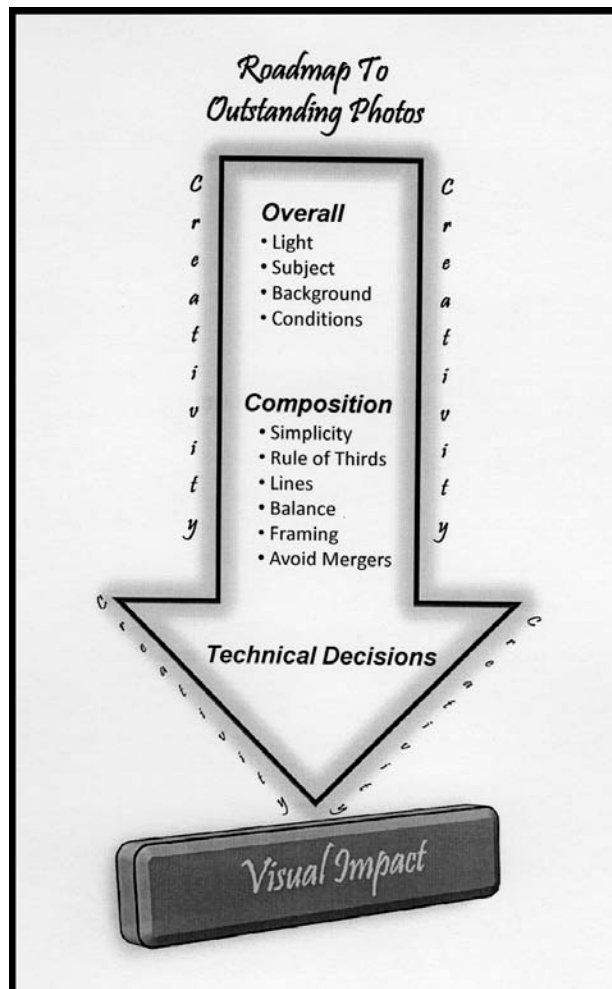 Roadmap To
Outstanding Photos
Creativity
Creativity
Overall
• Light
• Subject
• Background
• Conditions
Composition
• Simplicity
• Rule of Thirds
• Lines
• Balance
• Framing
• Avoid Mergers
Technical Decisions
Creativity
Creativity
Visual Impact